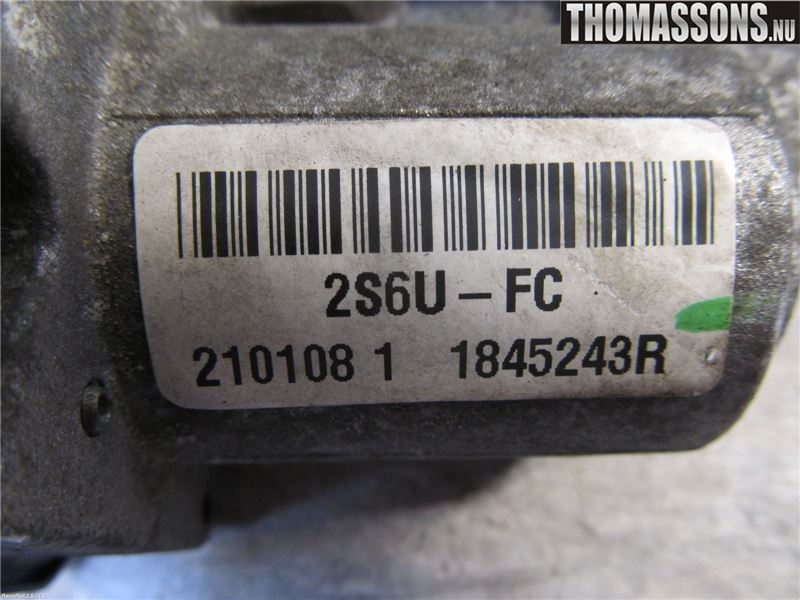 THOMASSONS.NU
2S6U – FC
210108 1 1845243R